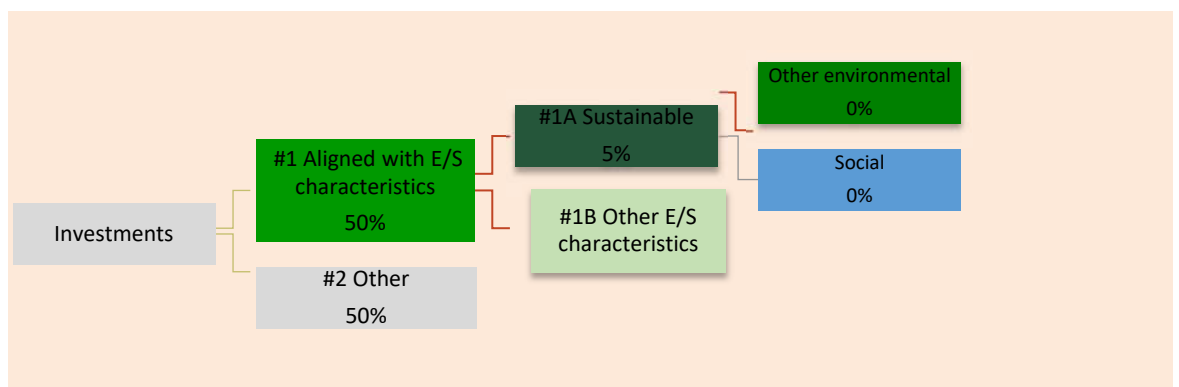 Investments
#1 Aligned with E/S
characteristics
50%
#2 Other
50%
#1A Sustainable
5%
#1B Other E/S
characteristics
Other environmental
0%
Social
0%